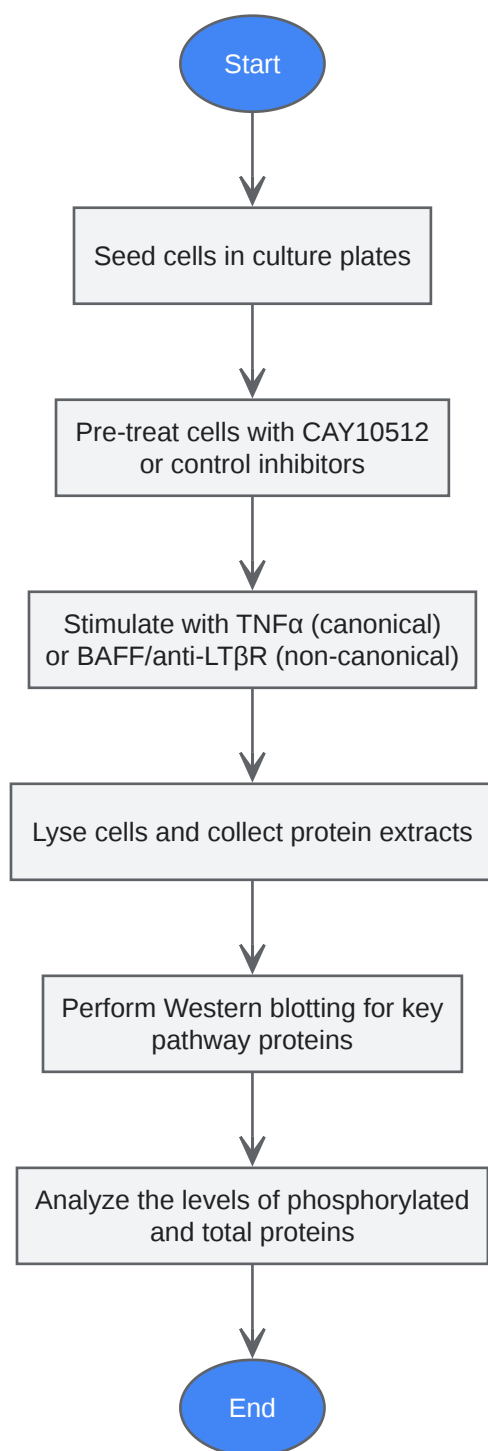 Start
Seed cells in culture plates
Pre-treat cells with CAY10512
or control inhibitors
Stimulate with TNFα (canonical)
or BAFF/anti-LTβR (non-canonical)
Lyse cells and collect protein extracts
Perform Western blotting for key
pathway proteins
Analyze the levels of phosphorylated
and total proteins
End